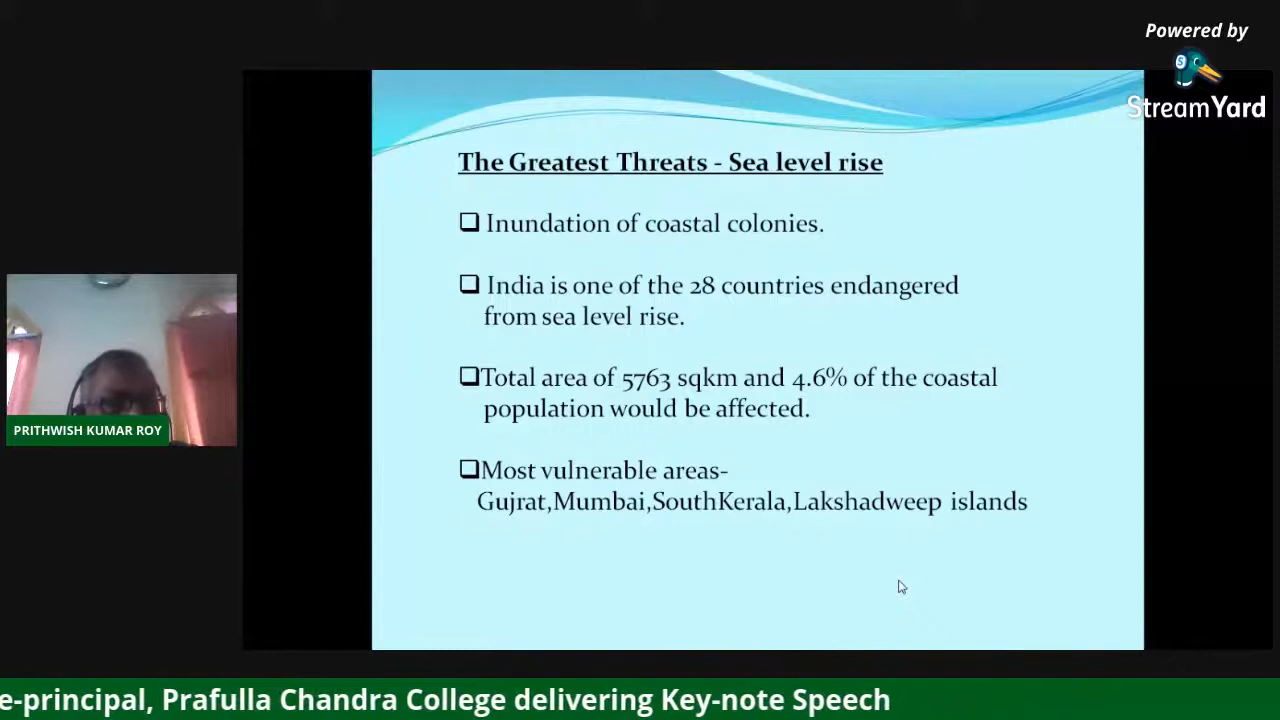 Powered by
StreamYard
The Greatest Threats - Sea level rise
Inundation of coastal colonies.
India is one of the 28 countries endangered
from sea level rise.
Total area of 5763 sqkm and 4.6% of the coastal
population would be affected.
Most vulnerable areas-
Gujrat,Mumbai,SouthKerala,Lakshadweep islands
PRITHWISH KUMAR ROY
e-principal, Prafulla Chandra College delivering Key-note Speech